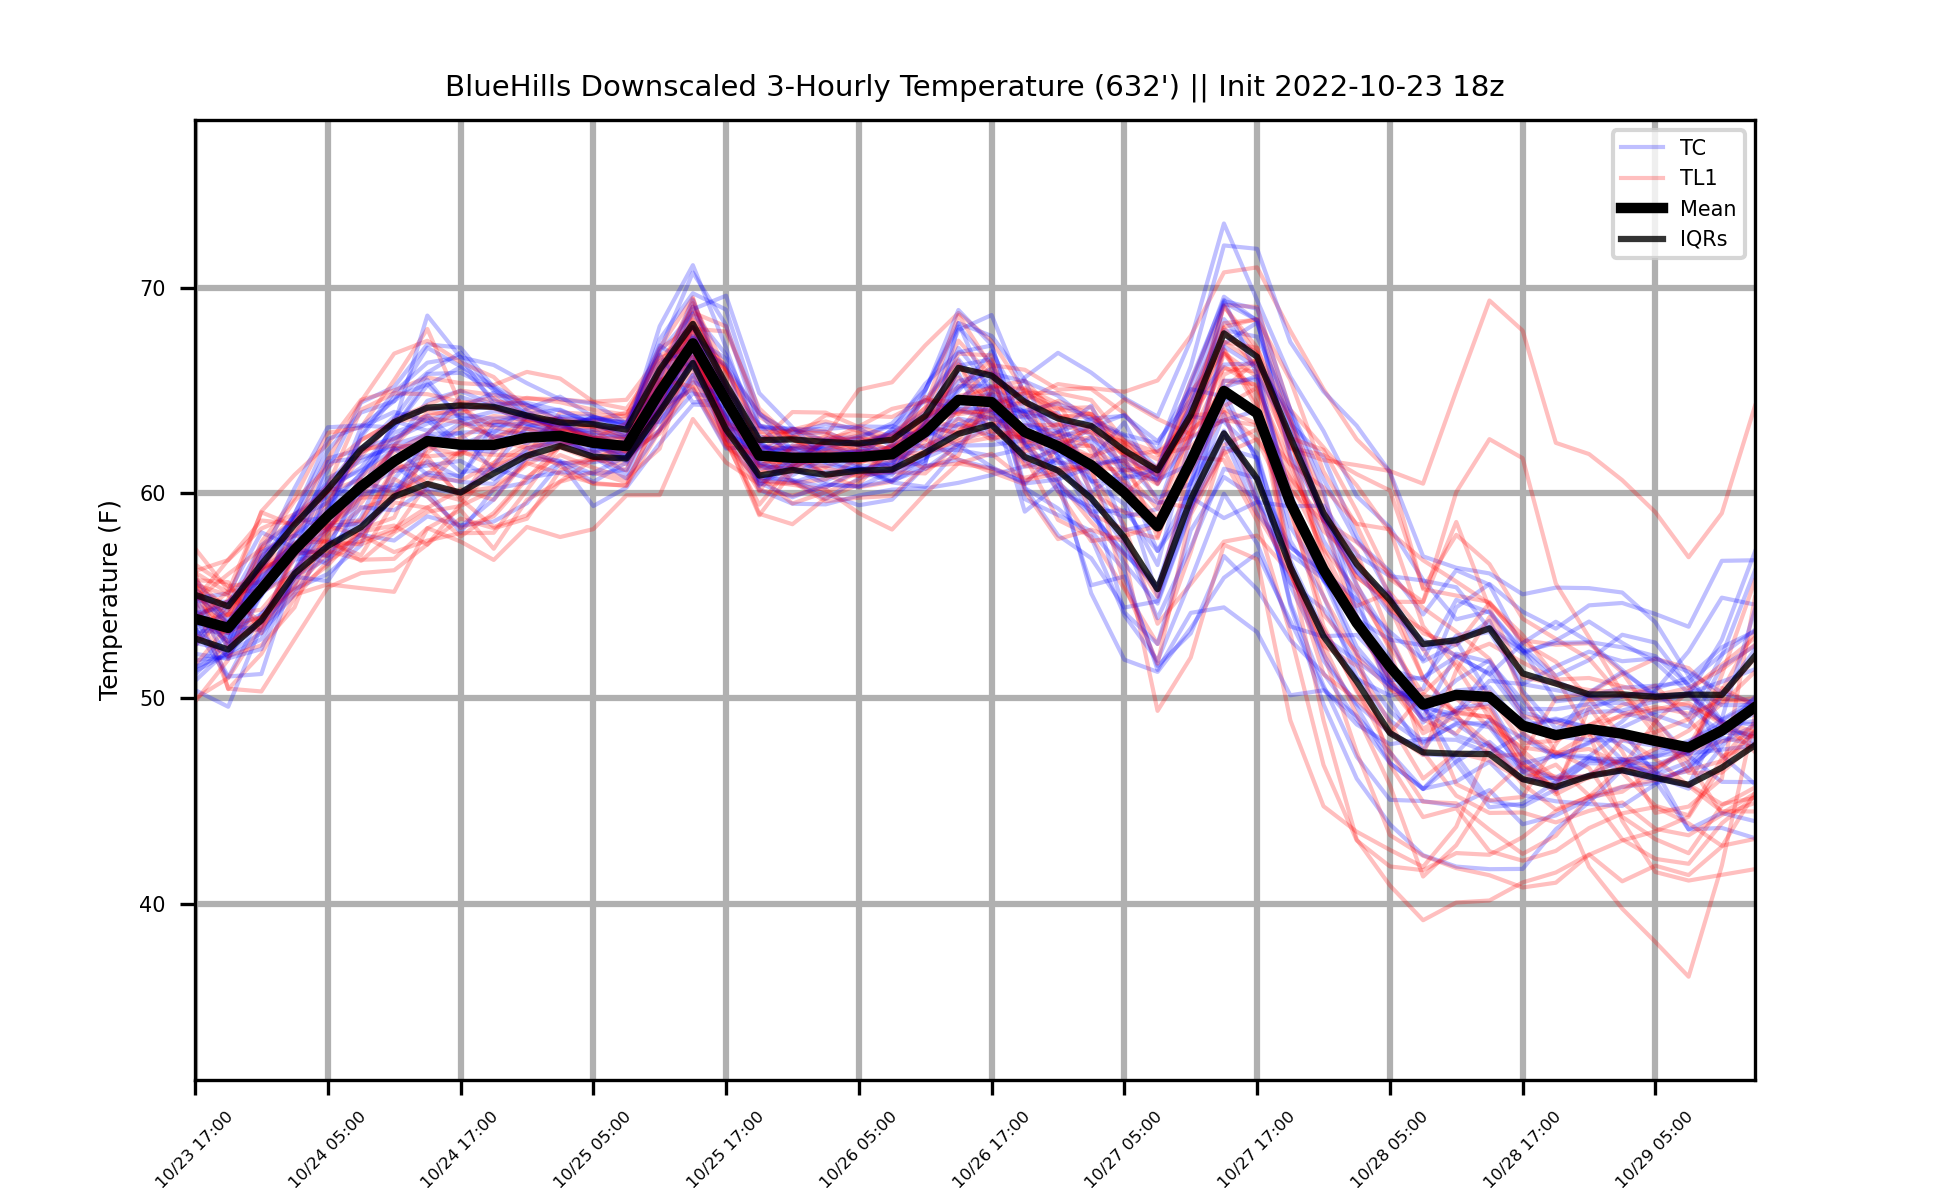 BlueHills Downscaled 3-Hourly Temperature (632') || Init 2022-10-23 18z
TC
TL1
Mean
IQRs
Temperature (F)
70
60
50
40
10/23 17:00
10/24 05:00
10/24 17:00
10/25 05:00
10/25 17:00
10/26 05:00
10/26 17:00
10/27 05:00
10/27 17:00
10/28 05:00
10/28 17:00
10/29 05:00